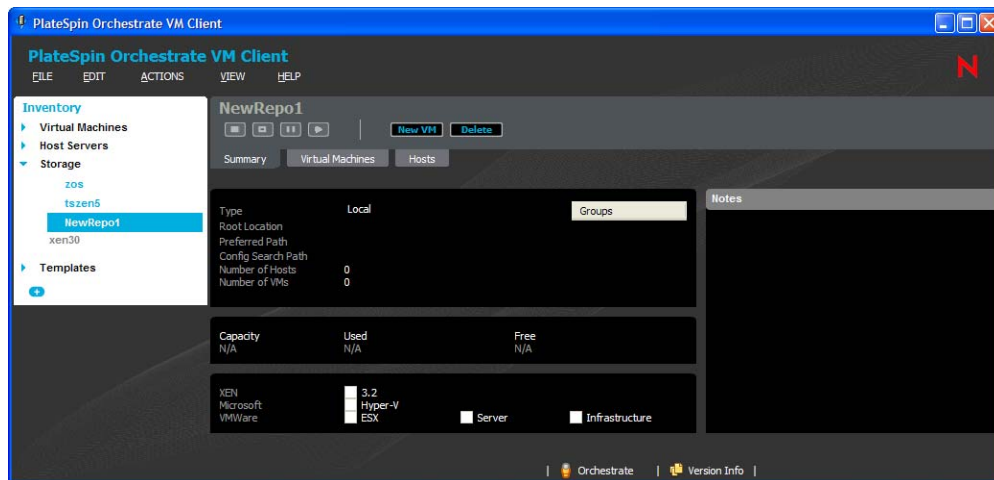 PlateSpin Orchestrate VM Client
PlateSpin Orchestrate VM Client
FILE EDIT ACTIONS VIEW HELP
N
Inventory
Virtual Machines
Host Servers
Storage
zos
tszen5
NewRepo1
xen30
Templates
NewRepo1
New VM Delete
Summary Virtual Machines Hosts
Type Local Groups
Root Location
Preferred Path
Config Search Path
Number of Hosts 0
Number of VMs 0
Notes
Capacity Used Free
N/A N/A N/A
XEN 3.2
Microsoft Hyper-V
VMWare ESX Server Infrastructure
| Orchestrate | Version Info |